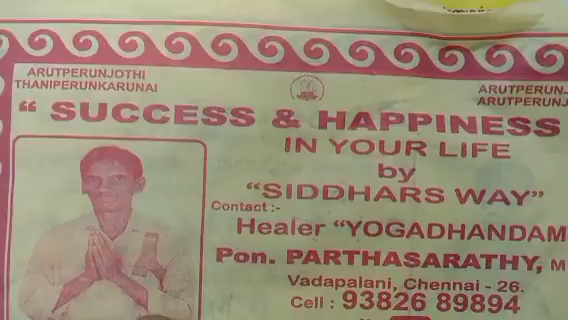 ARUTPERUNJOTHI
THANIPERUNKARUNAI
ARUTPERUNJ
ARUTPERUNJ
“ SUCCESS & HAPPINESS
IN YOUR LIFE
by
“SIDDHARS WAY”
Contact :-
Healer “YOGADHANDAM
Pon. PARTHASARATHY, M
Vadapalani, Chennai - 26.
Cell : 93826 89894